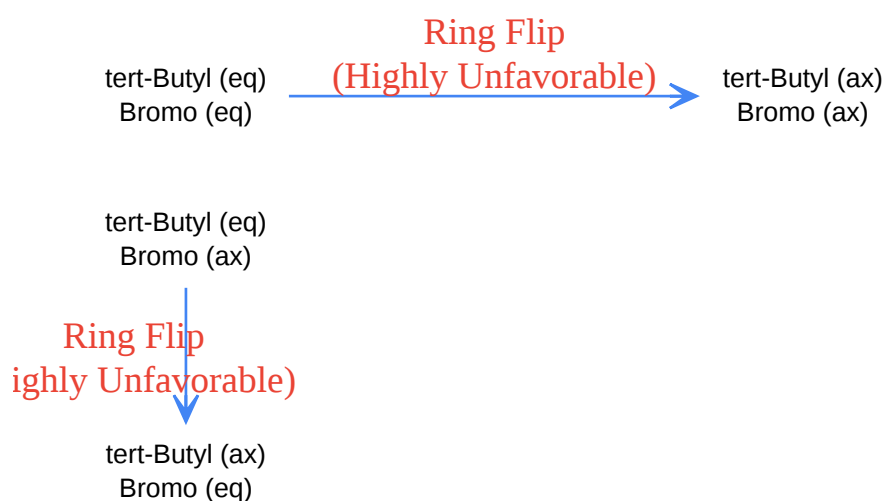 Ring Flip
(Highly Unfavorable)
tert-Butyl (eq)
Bromo (eq)
tert-Butyl (ax)
Bromo (ax)
tert-Butyl (eq)
Bromo (ax)
Ring Flip
ighly Unfavorable)
tert-Butyl (ax)
Bromo (eq)